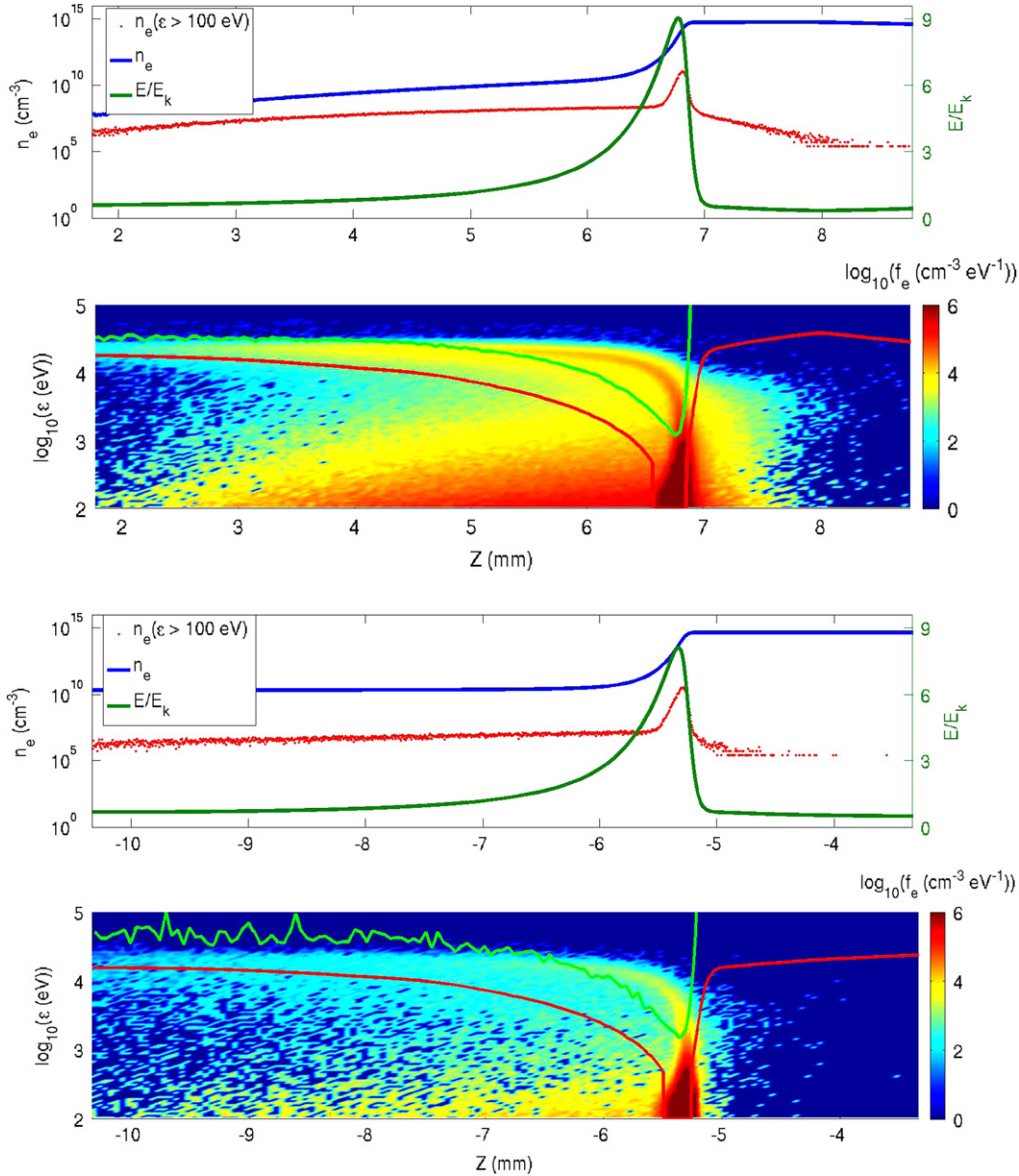 n_e(ε > 100 eV)
n_e
E/E_k
n_e (cm^-3)
10^15
10^10
10^5
10^0
9
6
3
0
E/E_k
2 3 4 5 6 7 8
log_10(f_e (cm^-3 eV^-1))
log_10(ε (eV))
5
4
3
2
6
4
2
0
2 3 4 5 6 7 8
Z (mm)
n_e(ε > 100 eV)
n_e
E/E_k
n_e (cm^-3)
10^15
10^10
10^5
10^0
9
6
3
0
E/E_k
-10 -9 -8 -7 -6 -5 -4
log_10(f_e (cm^-3 eV^-1))
log_10(ε (eV))
5
4
3
2
6
4
2
0
-10 -9 -8 -7 -6 -5 -4
Z (mm)